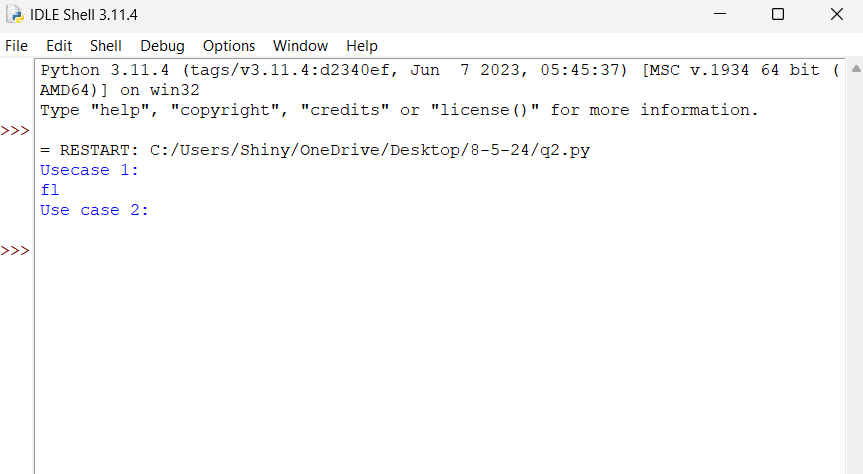 IDLE Shell 3.11.4
File Edit Shell Debug Options Window Help
Python 3.11.4 (tags/v3.11.4:d2340ef, Jun  7 2023, 05:45:37) [MSC v.1934 64 bit (
AMD64)] on win32
Type "help", "copyright", "credits" or "license()" for more information.
>>>
= RESTART: C:/Users/Shiny/OneDrive/Desktop/8-5-24/q2.py
Usecase 1:
fl
Use case 2:
>>>